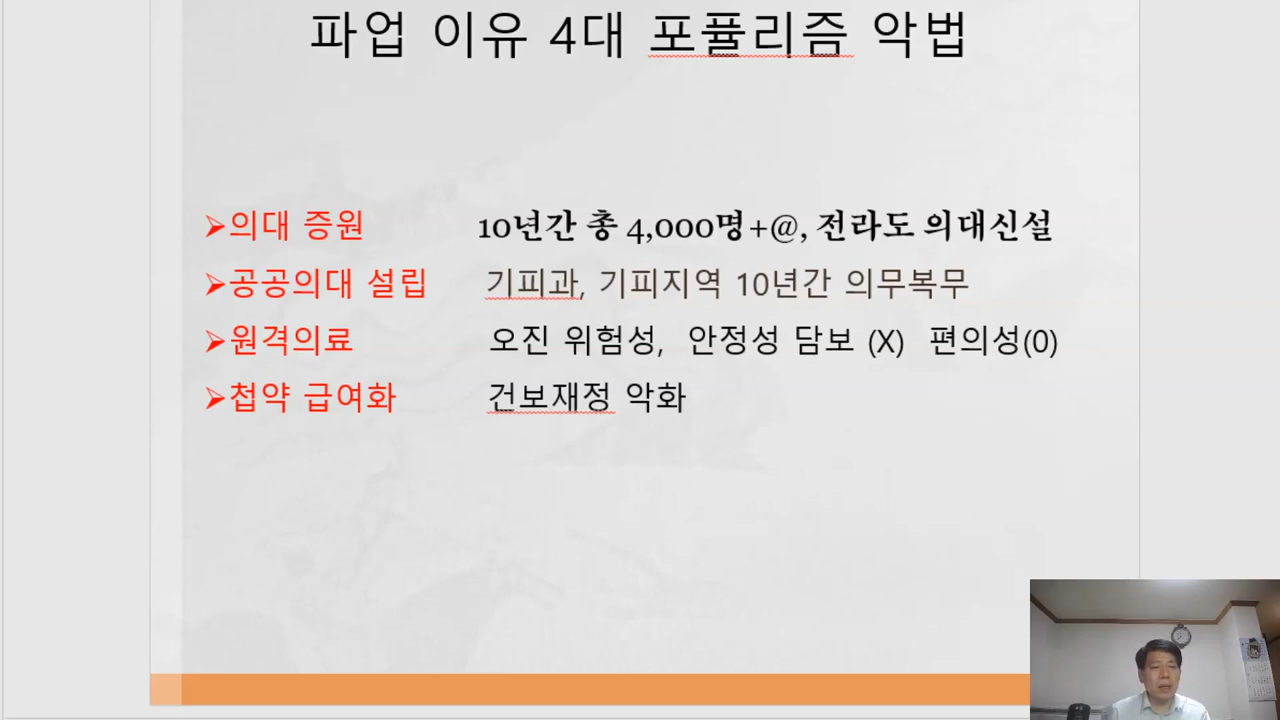 파업 이유 4대 포퓰리즘 악법
➢의대 증원 10년간 총 4,000명+@, 전라도 의대신설
➢공공의대 설립 기피과, 기피지역 10년간 의무복무
➢원격의료 오진 위험성, 안정성 담보 (X) 편의성(0)
➢첩약 급여화 건보재정 악화